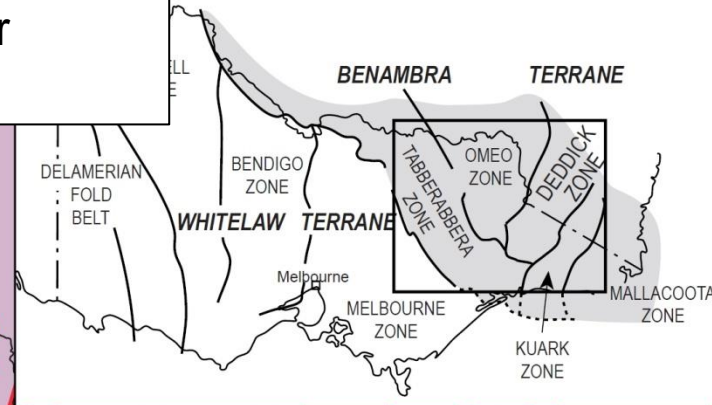 r
ELL
E
BENAMBRA TERRANE
DELAMERIAN
FOLD
BELT
BENDIGO
ZONE
TABBERABBERA
ZONE
OMEO
ZONE
DEDDICK
ZONE
WHITELAW TERRANE
Melbourne
MELBOURNE
ZONE
MALLACOOTA
ZONE
KUARK
ZONE